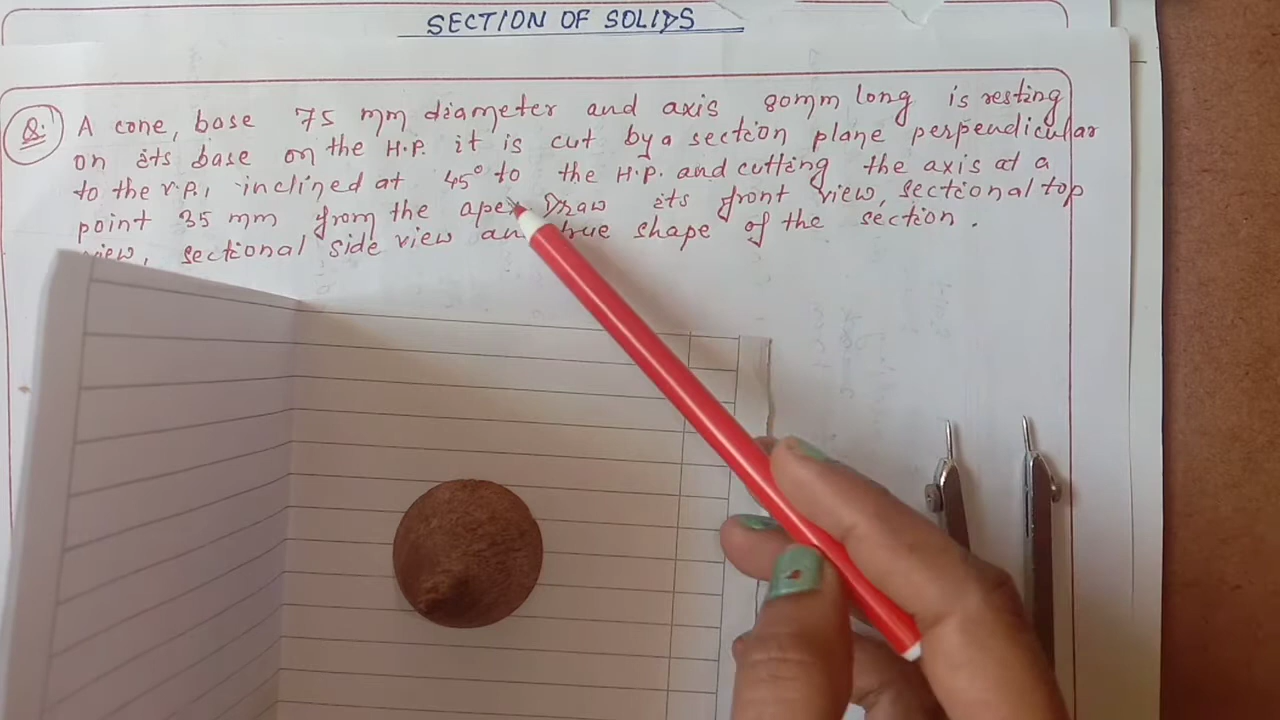 SECTION OF SOLIDS
Q: A cone, base 75 mm diameter and axis 80mm long is resting
on its base on the H.P. it is cut by a section plane perpendicular
to the V.P., inclined at 45° to the H.P. and cutting the axis at a
point 35 mm from the Draw its front view, sectional top
view, sectional side view true shape of the section.